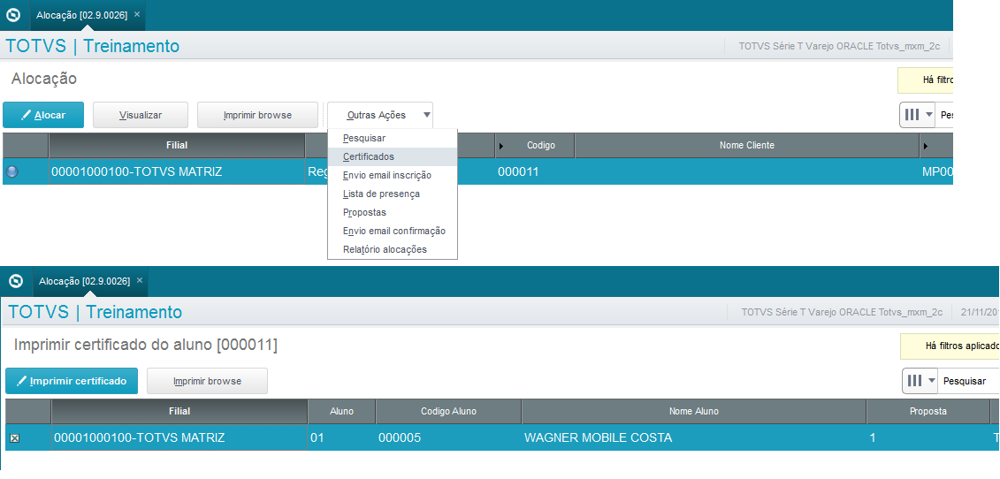 Alocação [02.9.0026] ×
TOTVS | Treinamento
TOTVS Série T Varejo ORACLE Totvs_mxm_2c
Alocação
Há filtro
Alocar Visualizar Imprimir browse Outras Ações
Pesquisar
Certificados
Envio email inscrição
Lista de presença
Propostas
Envio email confirmação
Relatório alocações
Filial Codigo Nome Cliente
00001000100-TOTVS MATRIZ Reg 000011 MP00
Alocação [02.9.0026] ×
TOTVS | Treinamento
TOTVS Série T Varejo ORACLE Totvs_mxm_2c 21/11/20
Imprimir certificado do aluno [000011]
Há filtros aplicado
Imprimir certificado Imprimir browse Pesquisar
Filial Aluno Codigo Aluno Nome Aluno Proposta
00001000100-TOTVS MATRIZ 01 000005 WAGNER MOBILE COSTA 1 T